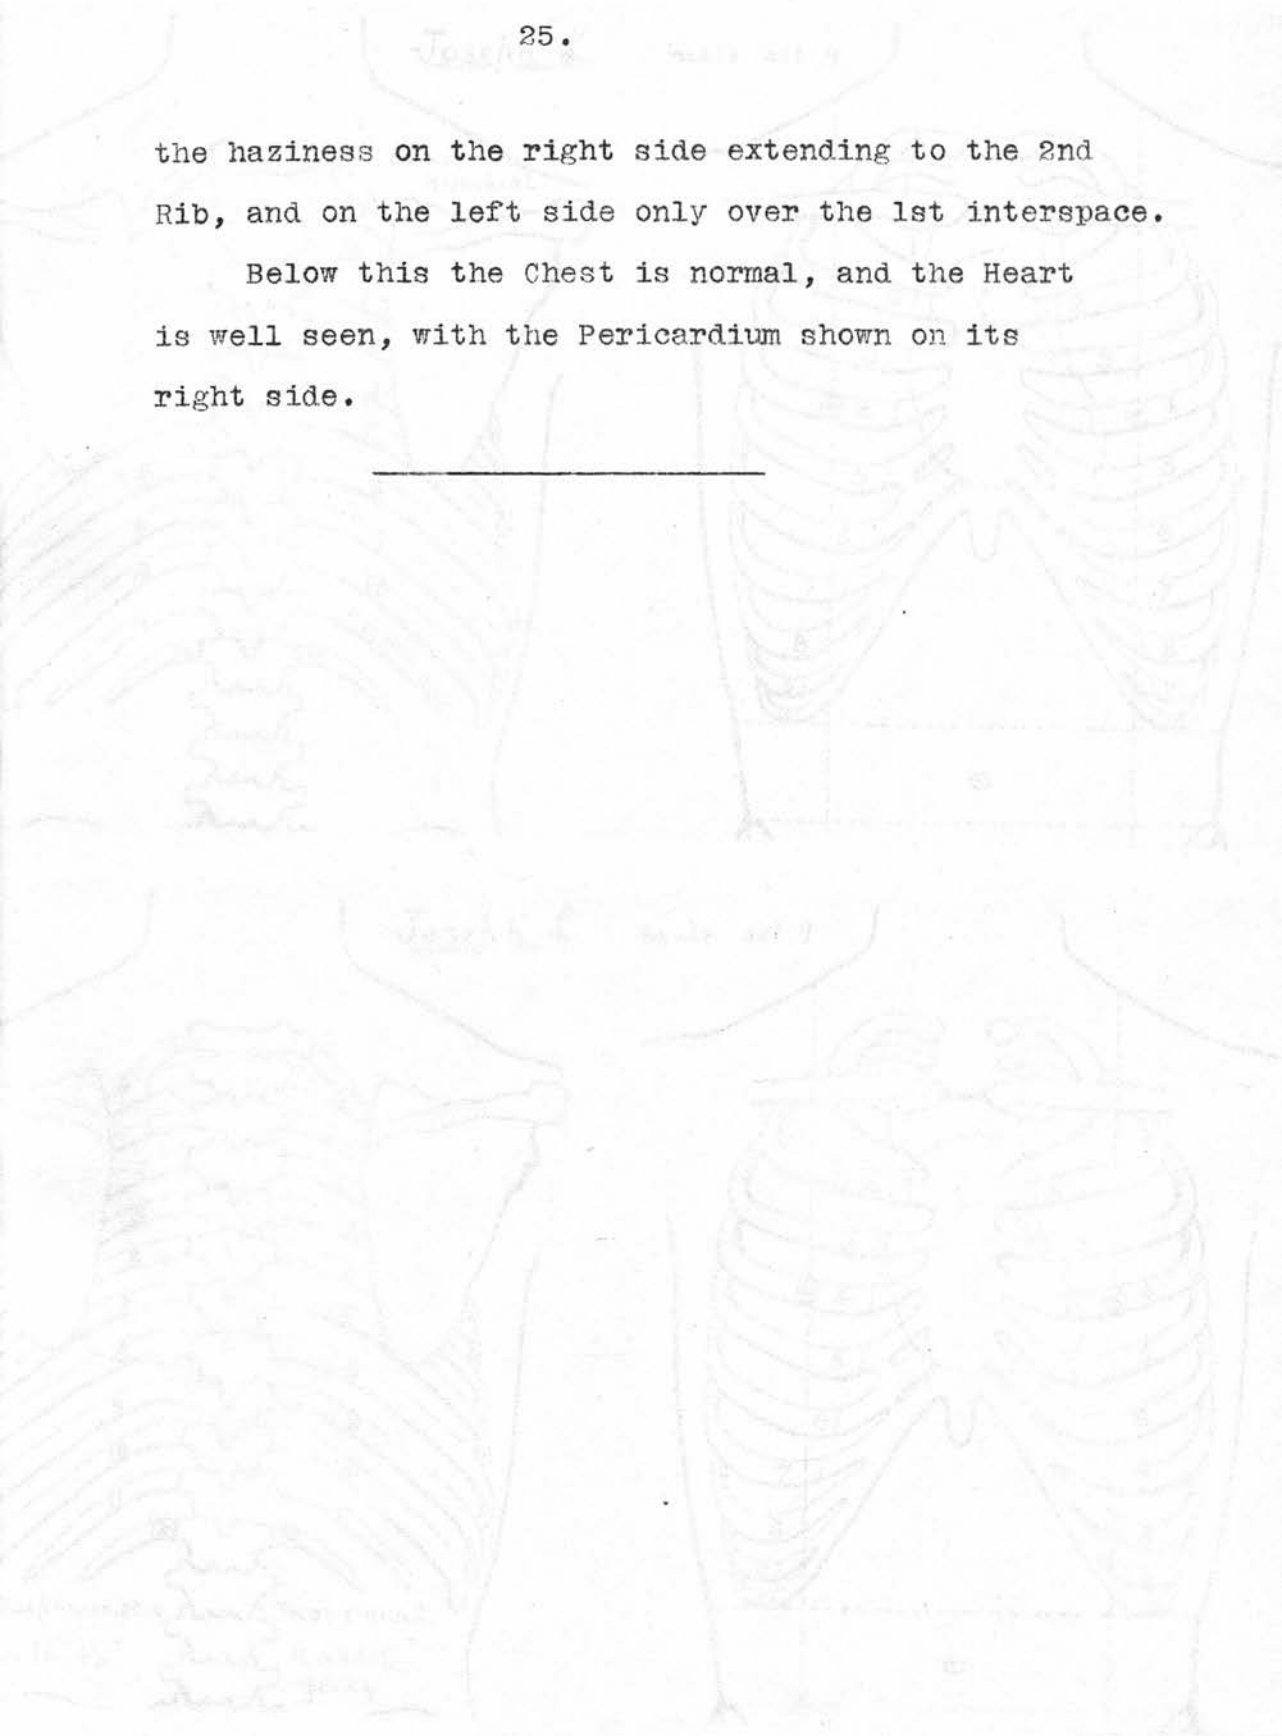 25.
the haziness on the right side extending to the 2nd
Rib, and on the left side only over the 1st interspace.
Below this the Chest is normal, and the Heart
is well seen, with the Pericardium shown on its
right side.